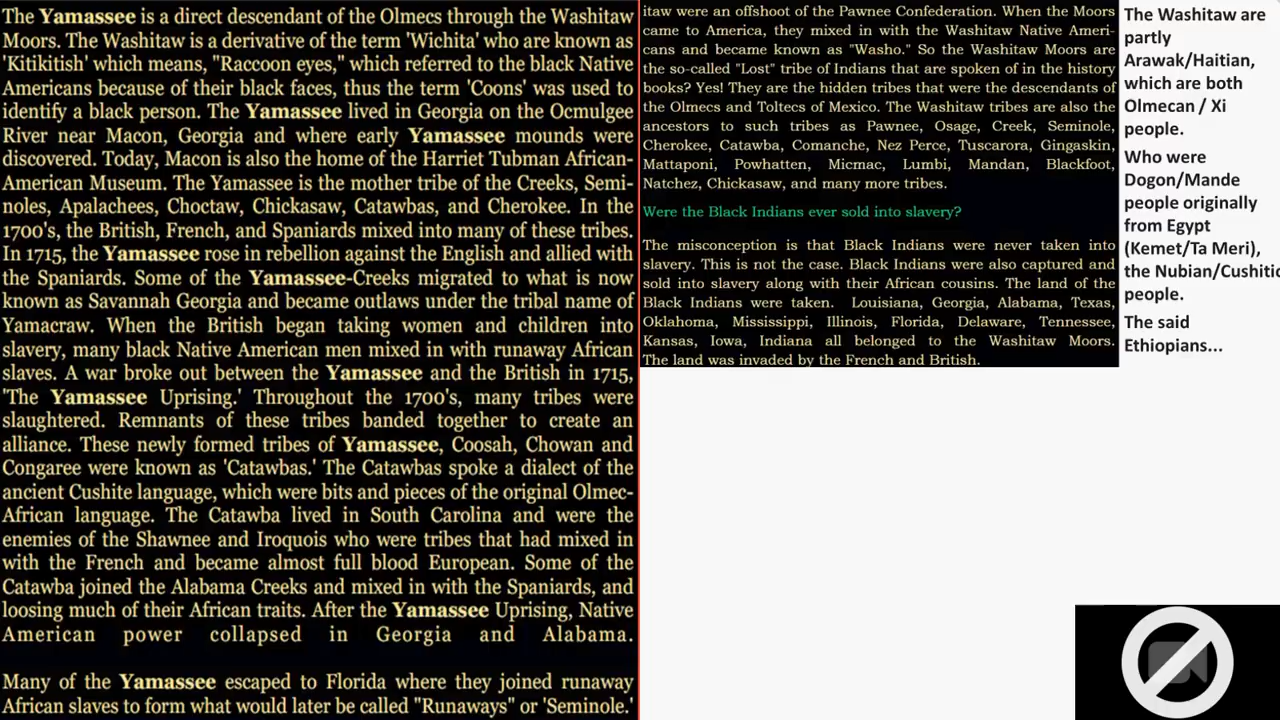 The Yamassee is a direct descendant of the Olmecs through the Washitaw
Moors. The Washitaw is a derivative of the term 'Wichita' who are known as
'Kitikitish' which means, "Raccoon eyes," which referred to the black Native
Americans because of their black faces, thus the term 'Coons' was used to
identify a black person. The Yamassee lived in Georgia on the Ocmulgee
River near Macon, Georgia and where early Yamassee mounds were
discovered. Today, Macon is also the home of the Harriet Tubman African-
American Museum. The Yamassee is the mother tribe of the Creeks, Semi-
noles, Apalachees, Choctaw, Chickasaw, Catawbas, and Cherokee. In the
1700's, the British, French, and Spaniards mixed into many of these tribes.
In 1715, the Yamassee rose in rebellion against the English and allied with
the Spaniards. Some of the Yamassee-Creeks migrated to what is now
known as Savannah Georgia and became outlaws under the tribal name of
Yamacraw. When the British began taking women and children into
slavery, many black Native American men mixed in with runaway African
slaves. A war broke out between the Yamassee and the British in 1715,
'The Yamassee Uprising.' Throughout the 1700's, many tribes were
slaughtered. Remnants of these tribes banded together to create an
alliance. These newly formed tribes of Yamassee, Coosah, Chowan and
Congaree were known as 'Catawbas.' The Catawbas spoke a dialect of the
ancient Cushite language, which were bits and pieces of the original Olmec-
African language. The Catawba lived in South Carolina and were the
enemies of the Shawnee and Iroquois who were tribes that had mixed in
with the French and became almost full blood European. Some of the
Catawba joined the Alabama Creeks and mixed in with the Spaniards, and
loosing much of their African traits. After the Yamassee Uprising, Native
American power collapsed in Georgia and Alabama.
Many of the Yamassee escaped to Florida where they joined runaway
African slaves to form what would later be called "Runaways" or 'Seminole.'
itaw were an offshoot of the Pawnee Confederation. When the Moors
came to America, they mixed in with the Washitaw Native Ameri-
cans and became known as "Washo." So the Washitaw Moors are
the so-called "Lost" tribe of Indians that are spoken of in the history
books? Yes! They are the hidden tribes that were the descendants of
the Olmecs and Toltecs of Mexico. The Washitaw tribes are also the
ancestors to such tribes as Pawnee, Osage, Creek, Seminole,
Cherokee, Catawba, Comanche, Nez Perce, Tuscarora, Gingaskin,
Mattaponi, Powhatten, Micmac, Lumbi, Mandan, Blackfoot,
Natchez, Chickasaw, and many more tribes.
Were the Black Indians ever sold into slavery?
The misconception is that Black Indians were never taken into
slavery. This is not the case. Black Indians were also captured and
sold into slavery along with their African cousins. The land of the
Black Indians were taken. Louisiana, Georgia, Alabama, Texas,
Oklahoma, Mississippi, Illinois, Florida, Delaware, Tennessee,
Kansas, Iowa, Indiana all belonged to the Washitaw Moors.
The land was invaded by the French and British.
The Washitaw are
partly
Arawak/Haitian,
which are both
Olmecan / Xi
people.
Who were
Dogon/Mande
people originally
from Egypt
(Kemet/Ta Meri),
the Nubian/Cushitic
people.
The said
Ethiopians...